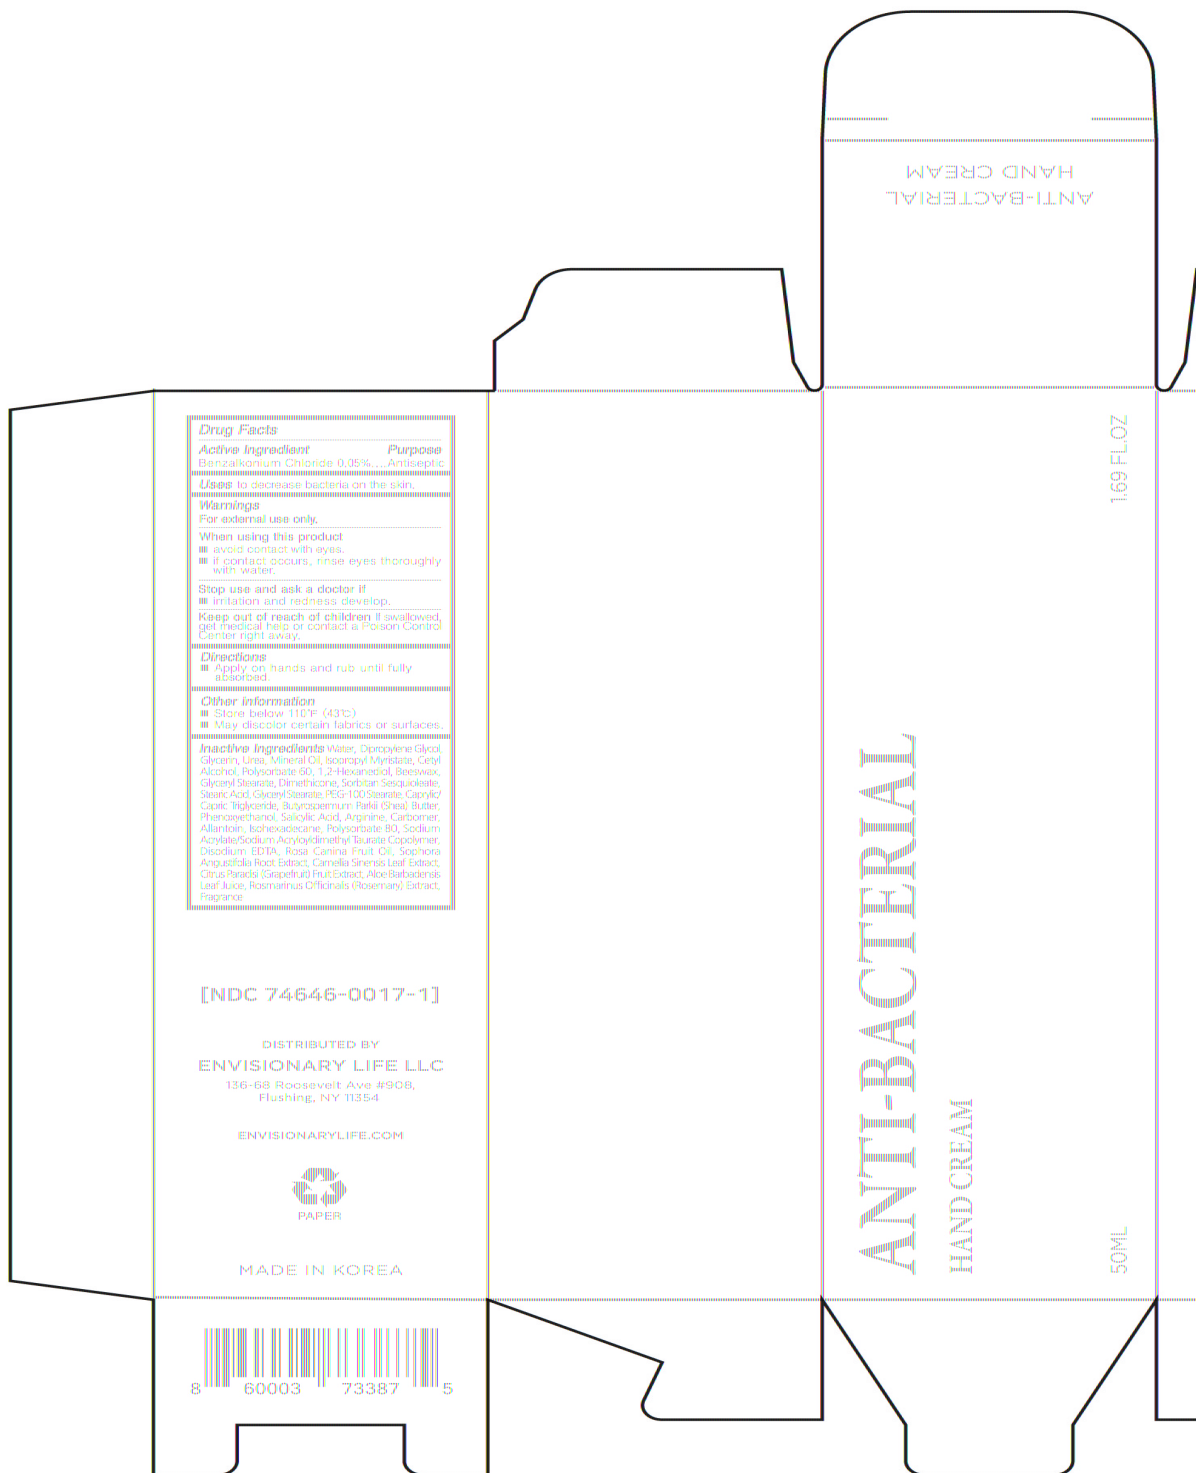 ANTI-BACTERIAL
HAND CREAM
Drug Facts
Active Ingredient Purpose
Benzalkonium Chloride 0.05%....Antiseptic
Uses to decrease bacteria on the skin.
Warnings
For external use only.
When using this product
avoid contact with eyes.
if contact occurs, rinse eyes thoroughly
with water.
Stop use and ask a doctor if
irritation and redness develop.
Keep out of reach of children If swallowed,
get medical help or contact a Poison Control
Center right away.
Directions
Apply on hands and rub until fully
absorbed.
Other information
Store below 110°F (43°C)
May discolor certain fabrics or surfaces.
Inactive Ingredients Water, Dipropylene Glycol,
Glycerin, Urea, Mineral Oil, Isopropyl Myristate, Cetyl
Alcohol, Polysorbate 60, 1,2-Hexanediol, Beeswax,
Glyceryl Stearate, Dimethicone, Sorbitan Sesquioleate,
Stearic Acid, Glyceryl Stearate, PEG-100 Stearate, Caprylic/
Capric Triglyceride, Butyrospermum Parkii (Shea) Butter,
Phenoxyethanol, Salicylic Acid, Arginine, Carbomer,
Allantoin, Isohexadecane, Polysorbate 80, Sodium
Acrylate/Sodium Acryloyldimethyl Taurate Copolymer,
Disodium EDTA, Rosa Canina Fruit Oil, Sophora
Angustifolia Root Extract, Camellia Sinensis Leaf Extract,
Citrus Paradisi (Grapefruit) Fruit Extract, Aloe Barbadensis
Leaf Juice, Rosmarinus Officinalis (Rosemary) Extract,
Fragrance
[NDC 74646-0017-1]
DISTRIBUTED BY
ENVISIONARY LIFE LLC
136-68 Roosevelt Ave #908,
Flushing, NY 11354
ENVISIONARYLIFE.COM
PAPER
MADE IN KOREA
8 60003 73387 5
ANTI-BACTERIAL
HAND CREAM
50ML
1.69 FL.OZ